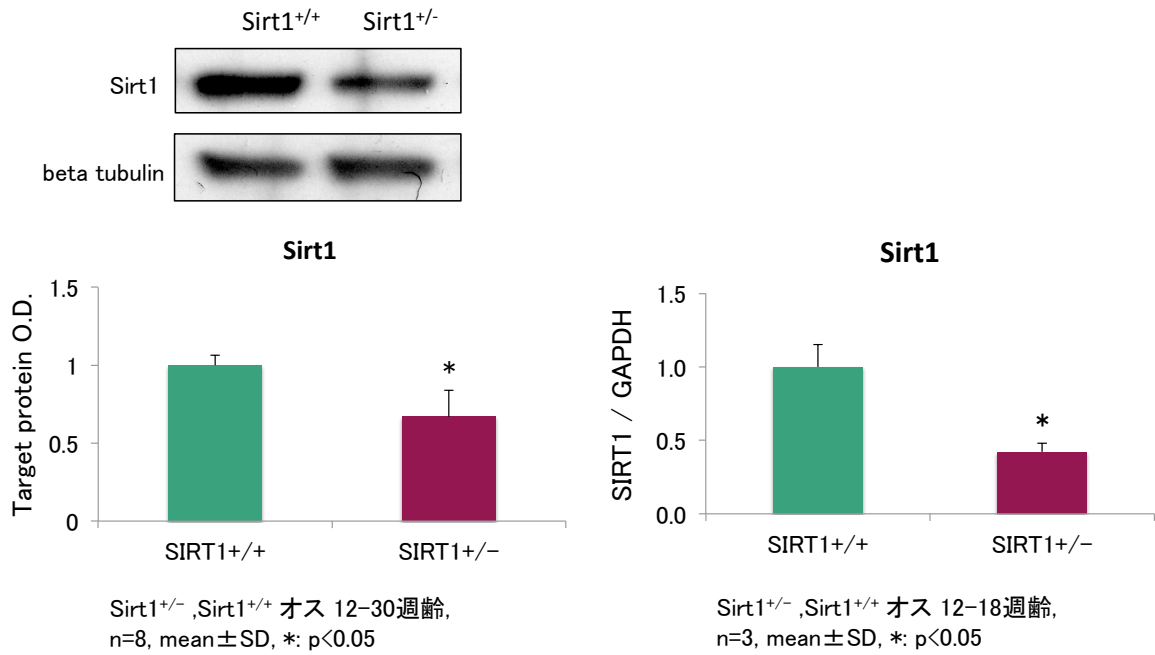 Sirt1+/+ Sirt1+/-
Sirt1
beta tubulin
Sirt1
Target protein O.D.
1.5
1
0.5
0
*
SIRT1+/+ SIRT1+/-
Sirt1+/- ,Sirt1+/+ オス 12-30週齢,
n=8, mean±SD, *: p<0.05
Sirt1
SIRT1 / GAPDH
1.5
1.0
0.5
0.0
*
SIRT1+/+ SIRT1+/-
Sirt1+/- ,Sirt1+/+ オス 12-18週齢,
n=3, mean±SD, *: p<0.05